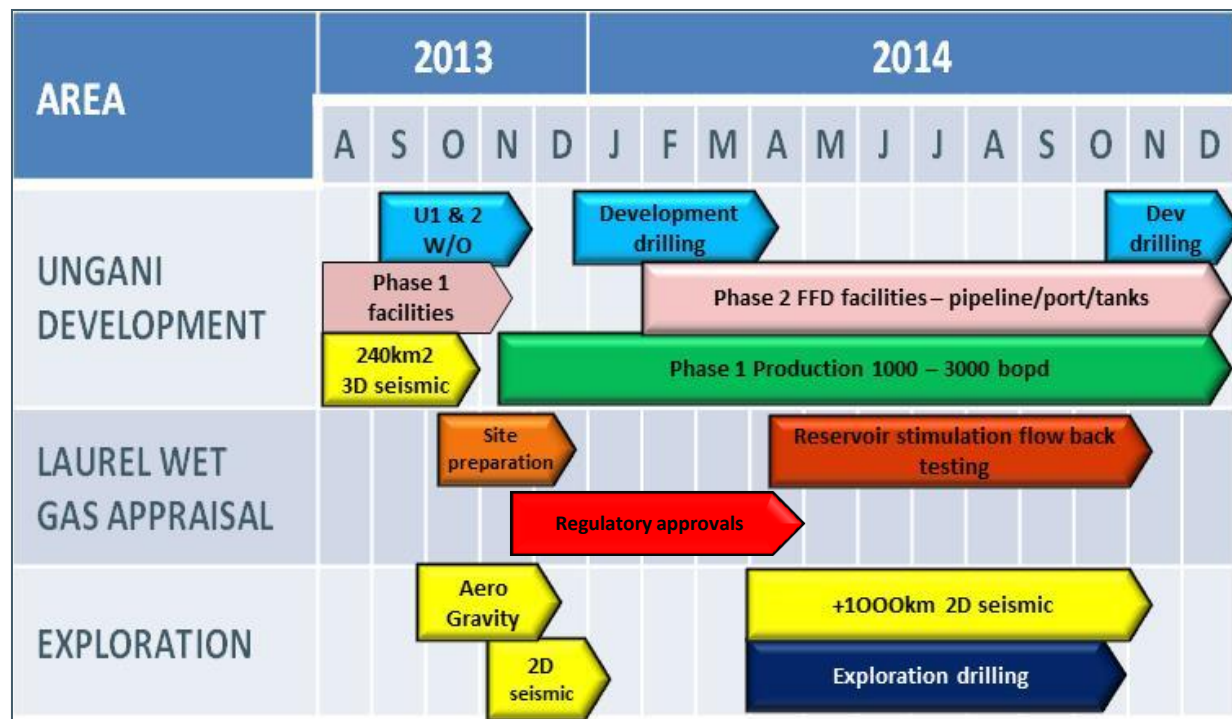 AREA
2013
2014
A S O N D J F M A M J J A S O N D
UNGANI
DEVELOPMENT
U1 & 2
W/O
Development
drilling
Dev
drilling
Phase 1
facilities
Phase 2 FFD facilities – pipeline/port/tanks
240km2
3D seismic
Phase 1 Production 1000 – 3000 bopd
LAUREL WET
GAS APPRAISAL
Site
preparation
Reservoir stimulation flow back
testing
Regulatory approvals
EXPLORATION
Aero
Gravity
+1OOOkm 2D seismic
2D
seismic
Exploration drilling